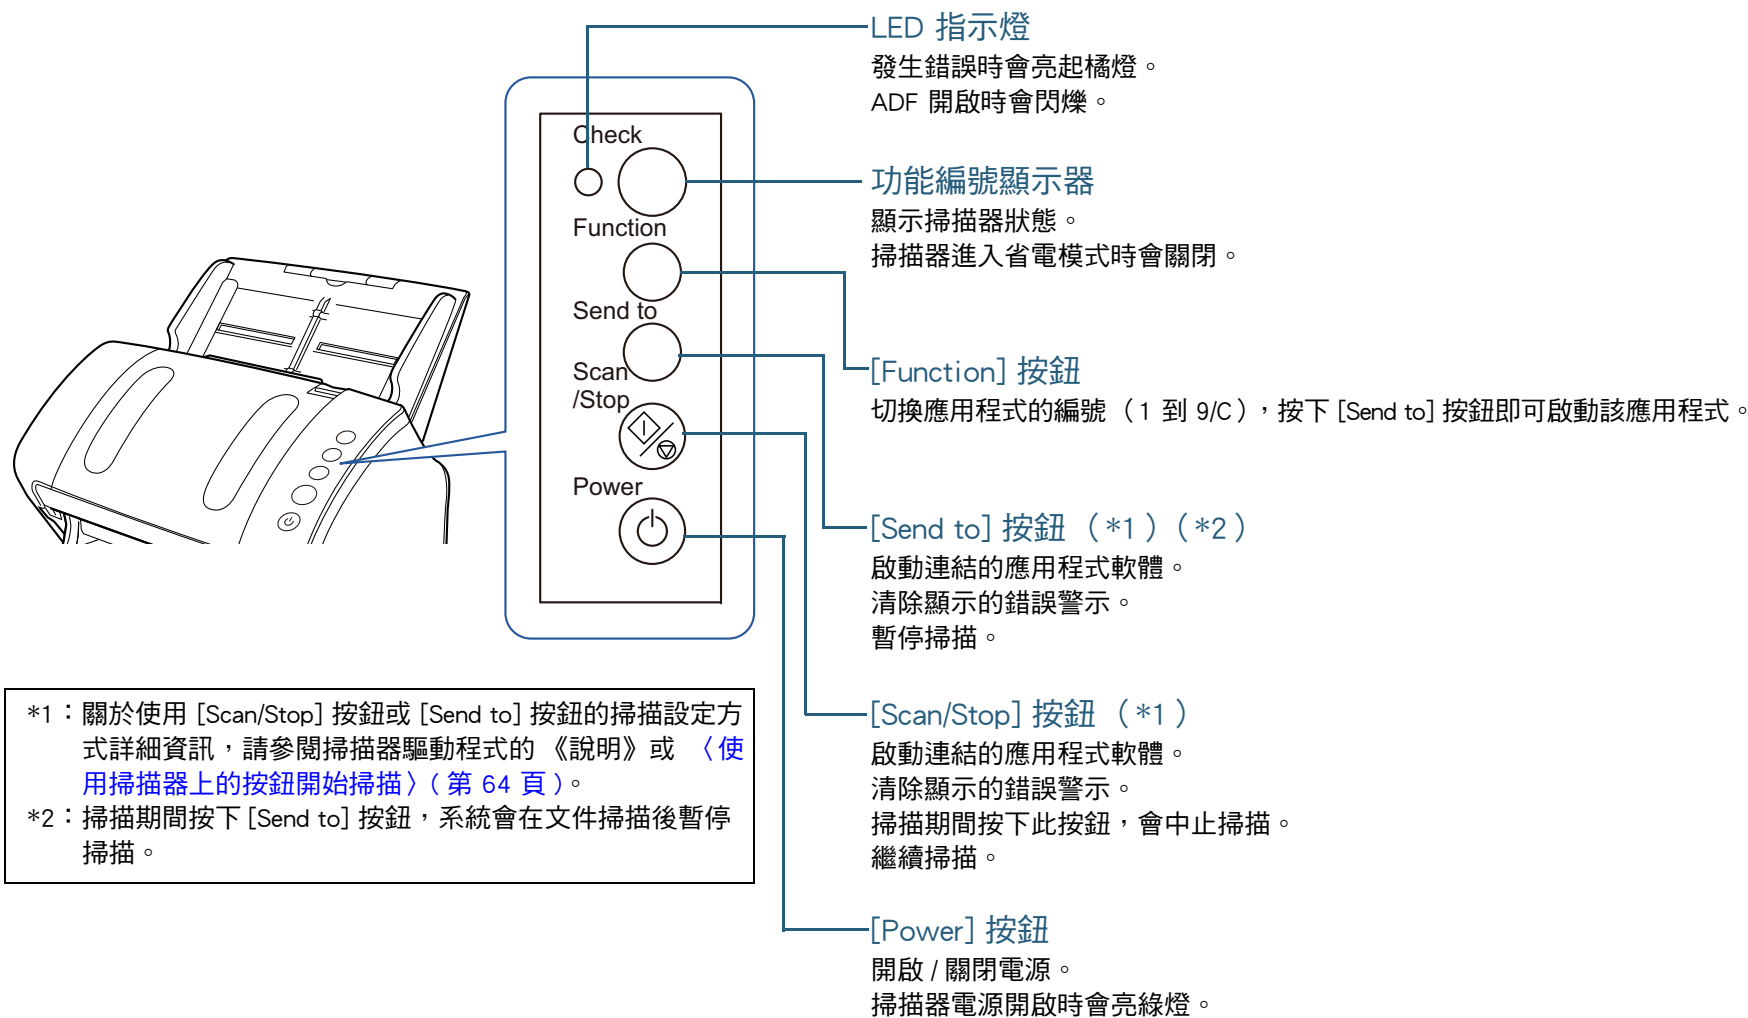 LED 指示燈
發生錯誤時會亮起橘燈。
ADF 開啟時會閃爍。
Check
功能編號顯示器
顯示掃描器狀態。
掃描器進入省電模式時會關閉。
Function
Send to
[Function] 按鈕
切換應用程式的編號（1 到 9/C），按下 [Send to] 按鈕即可啟動該應用程式。
Scan
/Stop
Power
[Send to] 按鈕（*1）（*2）
啟動連結的應用程式軟體。
清除顯示的錯誤警示。
暫停掃描。
[Scan/Stop] 按鈕（*1）
啟動連結的應用程式軟體。
清除顯示的錯誤警示。
掃描期間按下此按鈕，會中止掃描。
繼續掃描。
*1：關於使用 [Scan/Stop] 按鈕或 [Send to] 按鈕的掃描設定方
式詳細資訊，請參閱掃描器驅動程式的《說明》或〈使
用掃描器上的按鈕開始掃描〉（第 64 頁）。
*2：掃描期間按下 [Send to] 按鈕，系統會在文件掃描後暫停
掃描。
[Power] 按鈕
開啟 / 關閉電源。
掃描器電源開啟時會亮綠燈。